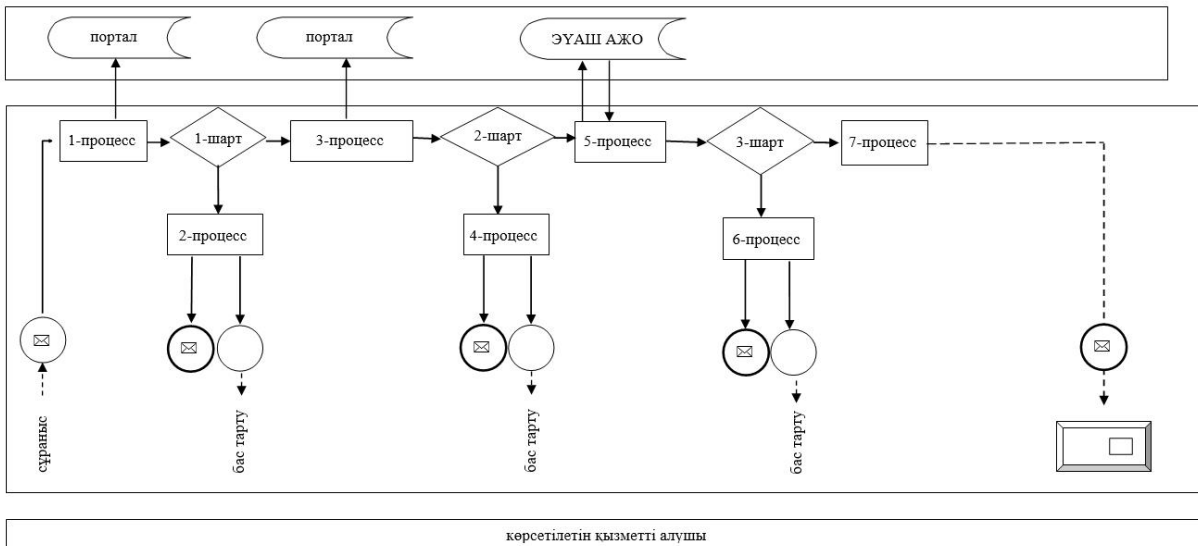 портал
портал
ЭҮАШ АЖО
1-процесс
1-шарт
3-процесс
2-шарт
5-процесс
3-шарт
7-процесс
2-процесс
4-процесс
6-процесс
сұраныс
бас тарту
бас тарту
бас тарту
көрсетілетін қызметті алушы